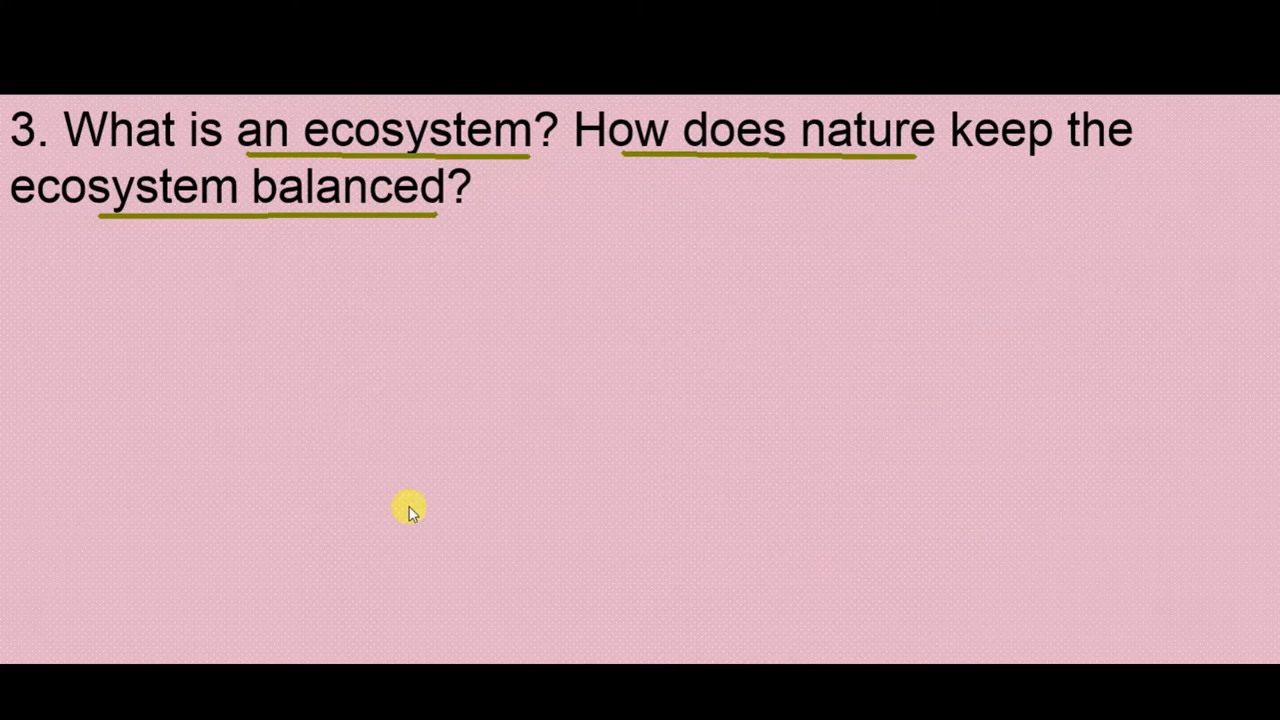 3. What is an ecosystem? How does nature keep the
ecosystem balanced?